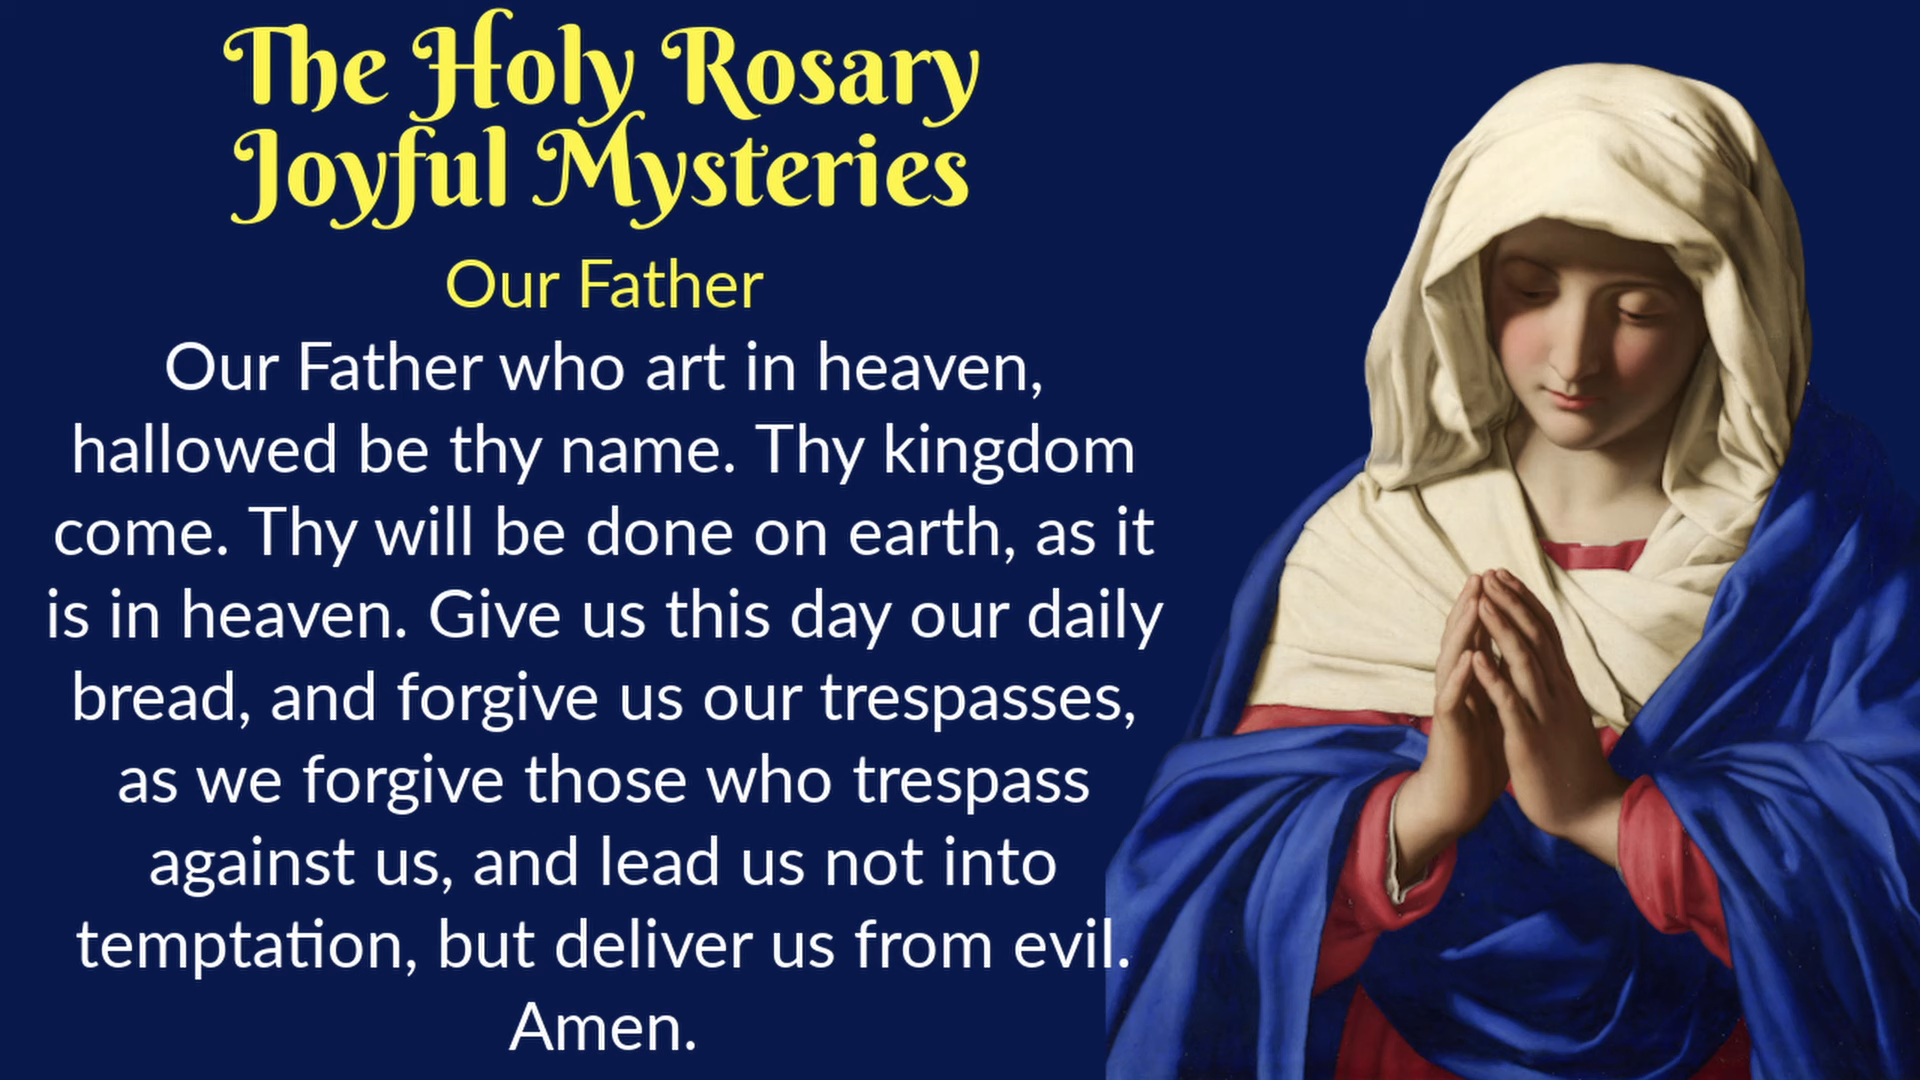 The Holy Rosary
Joyful Mysteries
Our Father
Our Father who art in heaven,
hallowed be thy name. Thy kingdom
come. Thy will be done on earth, as it
is in heaven. Give us this day our daily
bread, and forgive us our trespasses,
as we forgive those who trespass
against us, and lead us not into
temptation, but deliver us from evil.
Amen.